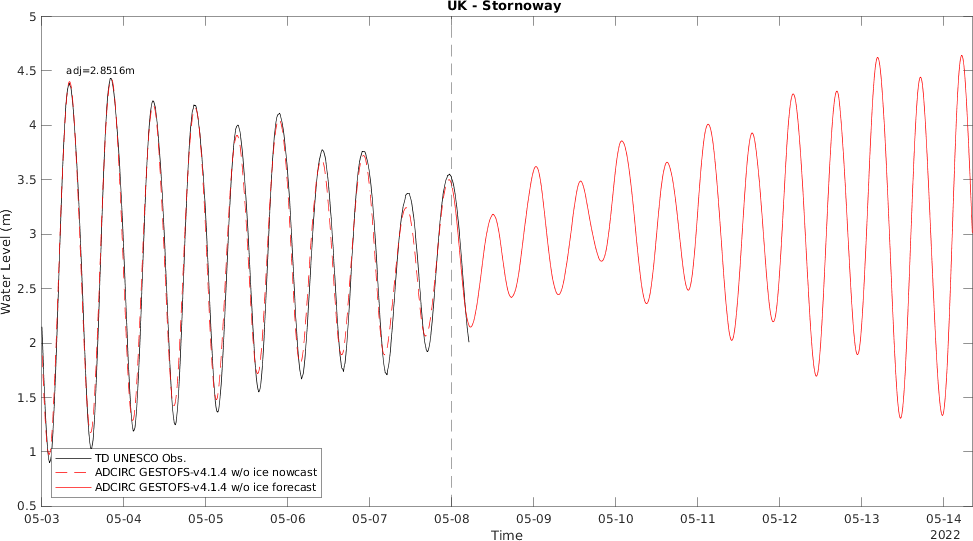 UK - Stornoway
adj=2.8516m
5
4.5
4
3.5
3
2.5
2
1.5
1
0.5
Water Level (m)
TD UNESCO Obs.
ADCIRC GESTOFS-v4.1.4 w/o ice nowcast
ADCIRC GESTOFS-v4.1.4 w/o ice forecast
05-03 05-04 05-05 05-06 05-07 05-08 05-09 05-10 05-11 05-12 05-13 05-14
Time
2022